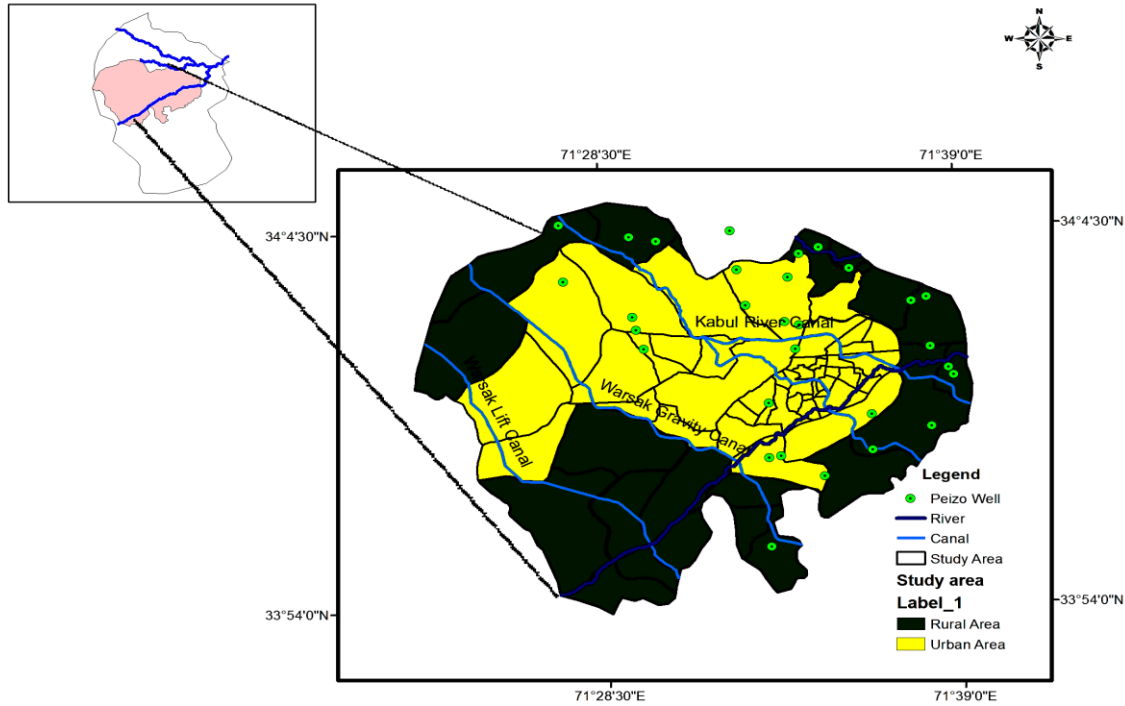 N
W E
S
71°28'30"E 71°39'0"E
34°4'30"N 34°4'30"N
Kabul River Canal
Warsak Lift Canal
Warsak Gravity Canal
Legend
Peizo Well
River
Canal
Study Area
Study area
Label_1
Rural Area
Urban Area
33°54'0"N 33°54'0"N
71°28'30"E 71°39'0"E